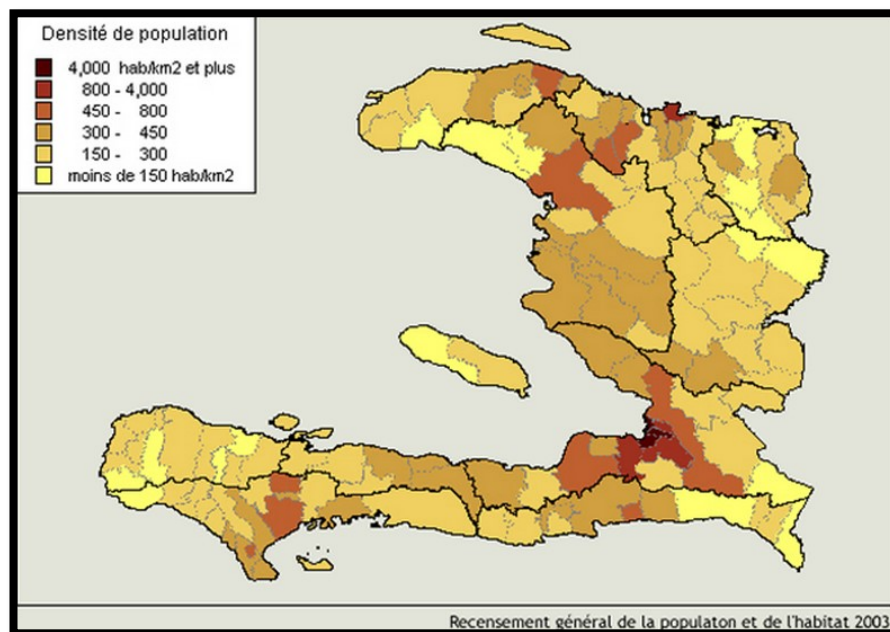 Densité de population
4,000 hab/km2 et plus
800 - 4,000
450 - 800
300 - 450
150 - 300
moins de 150 hab/km2
Recensement général de la populaton et de l'habitat 2003